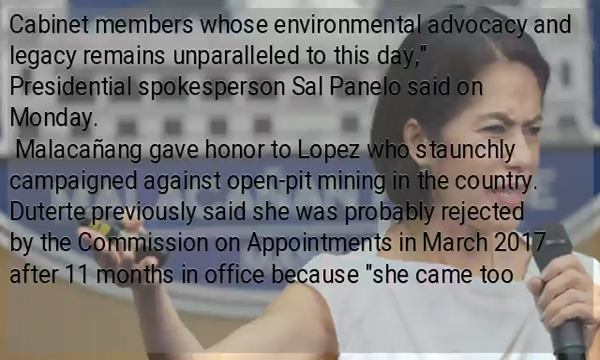 Cabinet members whose environmental advocacy and
legacy remains unparalleled to this day,"
Presidential spokesperson Sal Panelo said on
Monday.
Malacañang gave honor to Lopez who staunchly
campaigned against open-pit mining in the country.
Duterte previously said she was probably rejected
by the Commission on Appointments in March 2017
after 11 months in office because "she came too